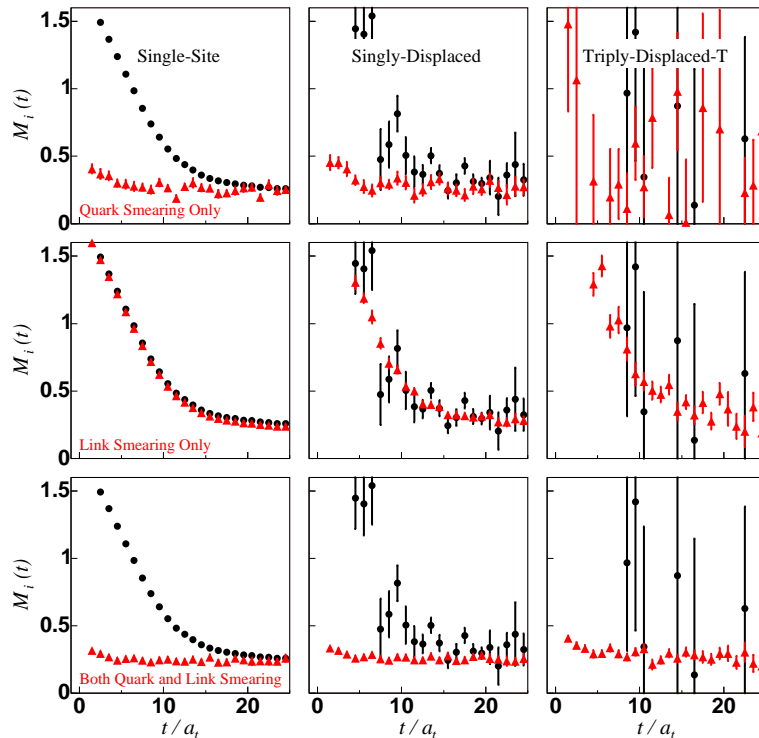 1.5
Single-Site
Singly-Displaced
Triply-Displaced-T
1
M_i(t)
0.5
Quark Smearing Only
0
1.5
1
M_i(t)
0.5
Link Smearing Only
0
1.5
1
M_i(t)
0.5
Both Quark and Link Smearing
0
0 10 20
0 10 20
0 10 20
t / a_t
t / a_t
t / a_t